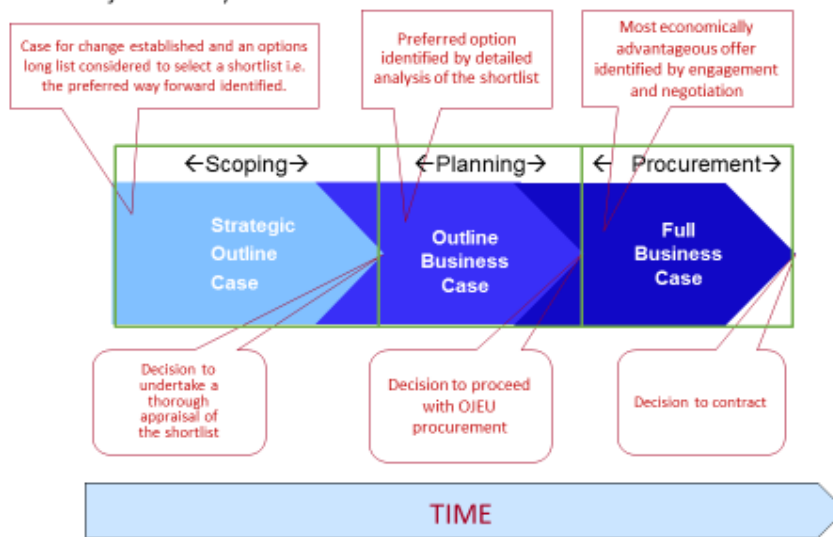 Case for change established and an options
long list considered to select a shortlist i.e.
the preferred way forward identified.
Preferred option
identified by detailed
analysis of the shortlist
Most economically
advantageous offer
identified by engagement
and negotiation
←Scoping→
←Planning→
← Procurement→
Strategic
Outline
Case
Outline
Business
Case
Full
Business
Case
Decision to
undertake a
thorough
appraisal of
the shortlist
Decision to proceed
with OJEU
procurement
Decision to contract
TIME